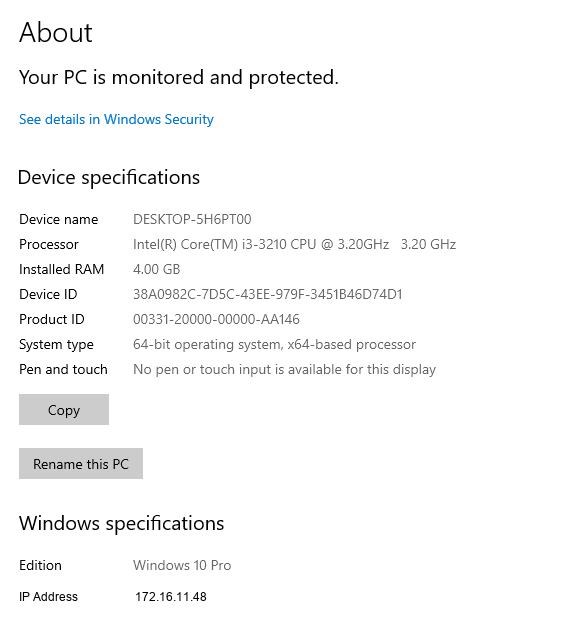 About
Your PC is monitored and protected.
See details in Windows Security
Device specifications
Device name DESKTOP-5H6PT00
Processor Intel(R) Core(TM) i3-3210 CPU @ 3.20GHz 3.20 GHz
Installed RAM 4.00 GB
Device ID 38A0982C-7D5C-43EE-979F-3451B46D74D1
Product ID 00331-20000-00000-AA146
System type 64-bit operating system, x64-based processor
Pen and touch No pen or touch input is available for this display
Copy
Rename this PC
Windows specifications
Edition Windows 10 Pro
IP Address 172.16.11.48